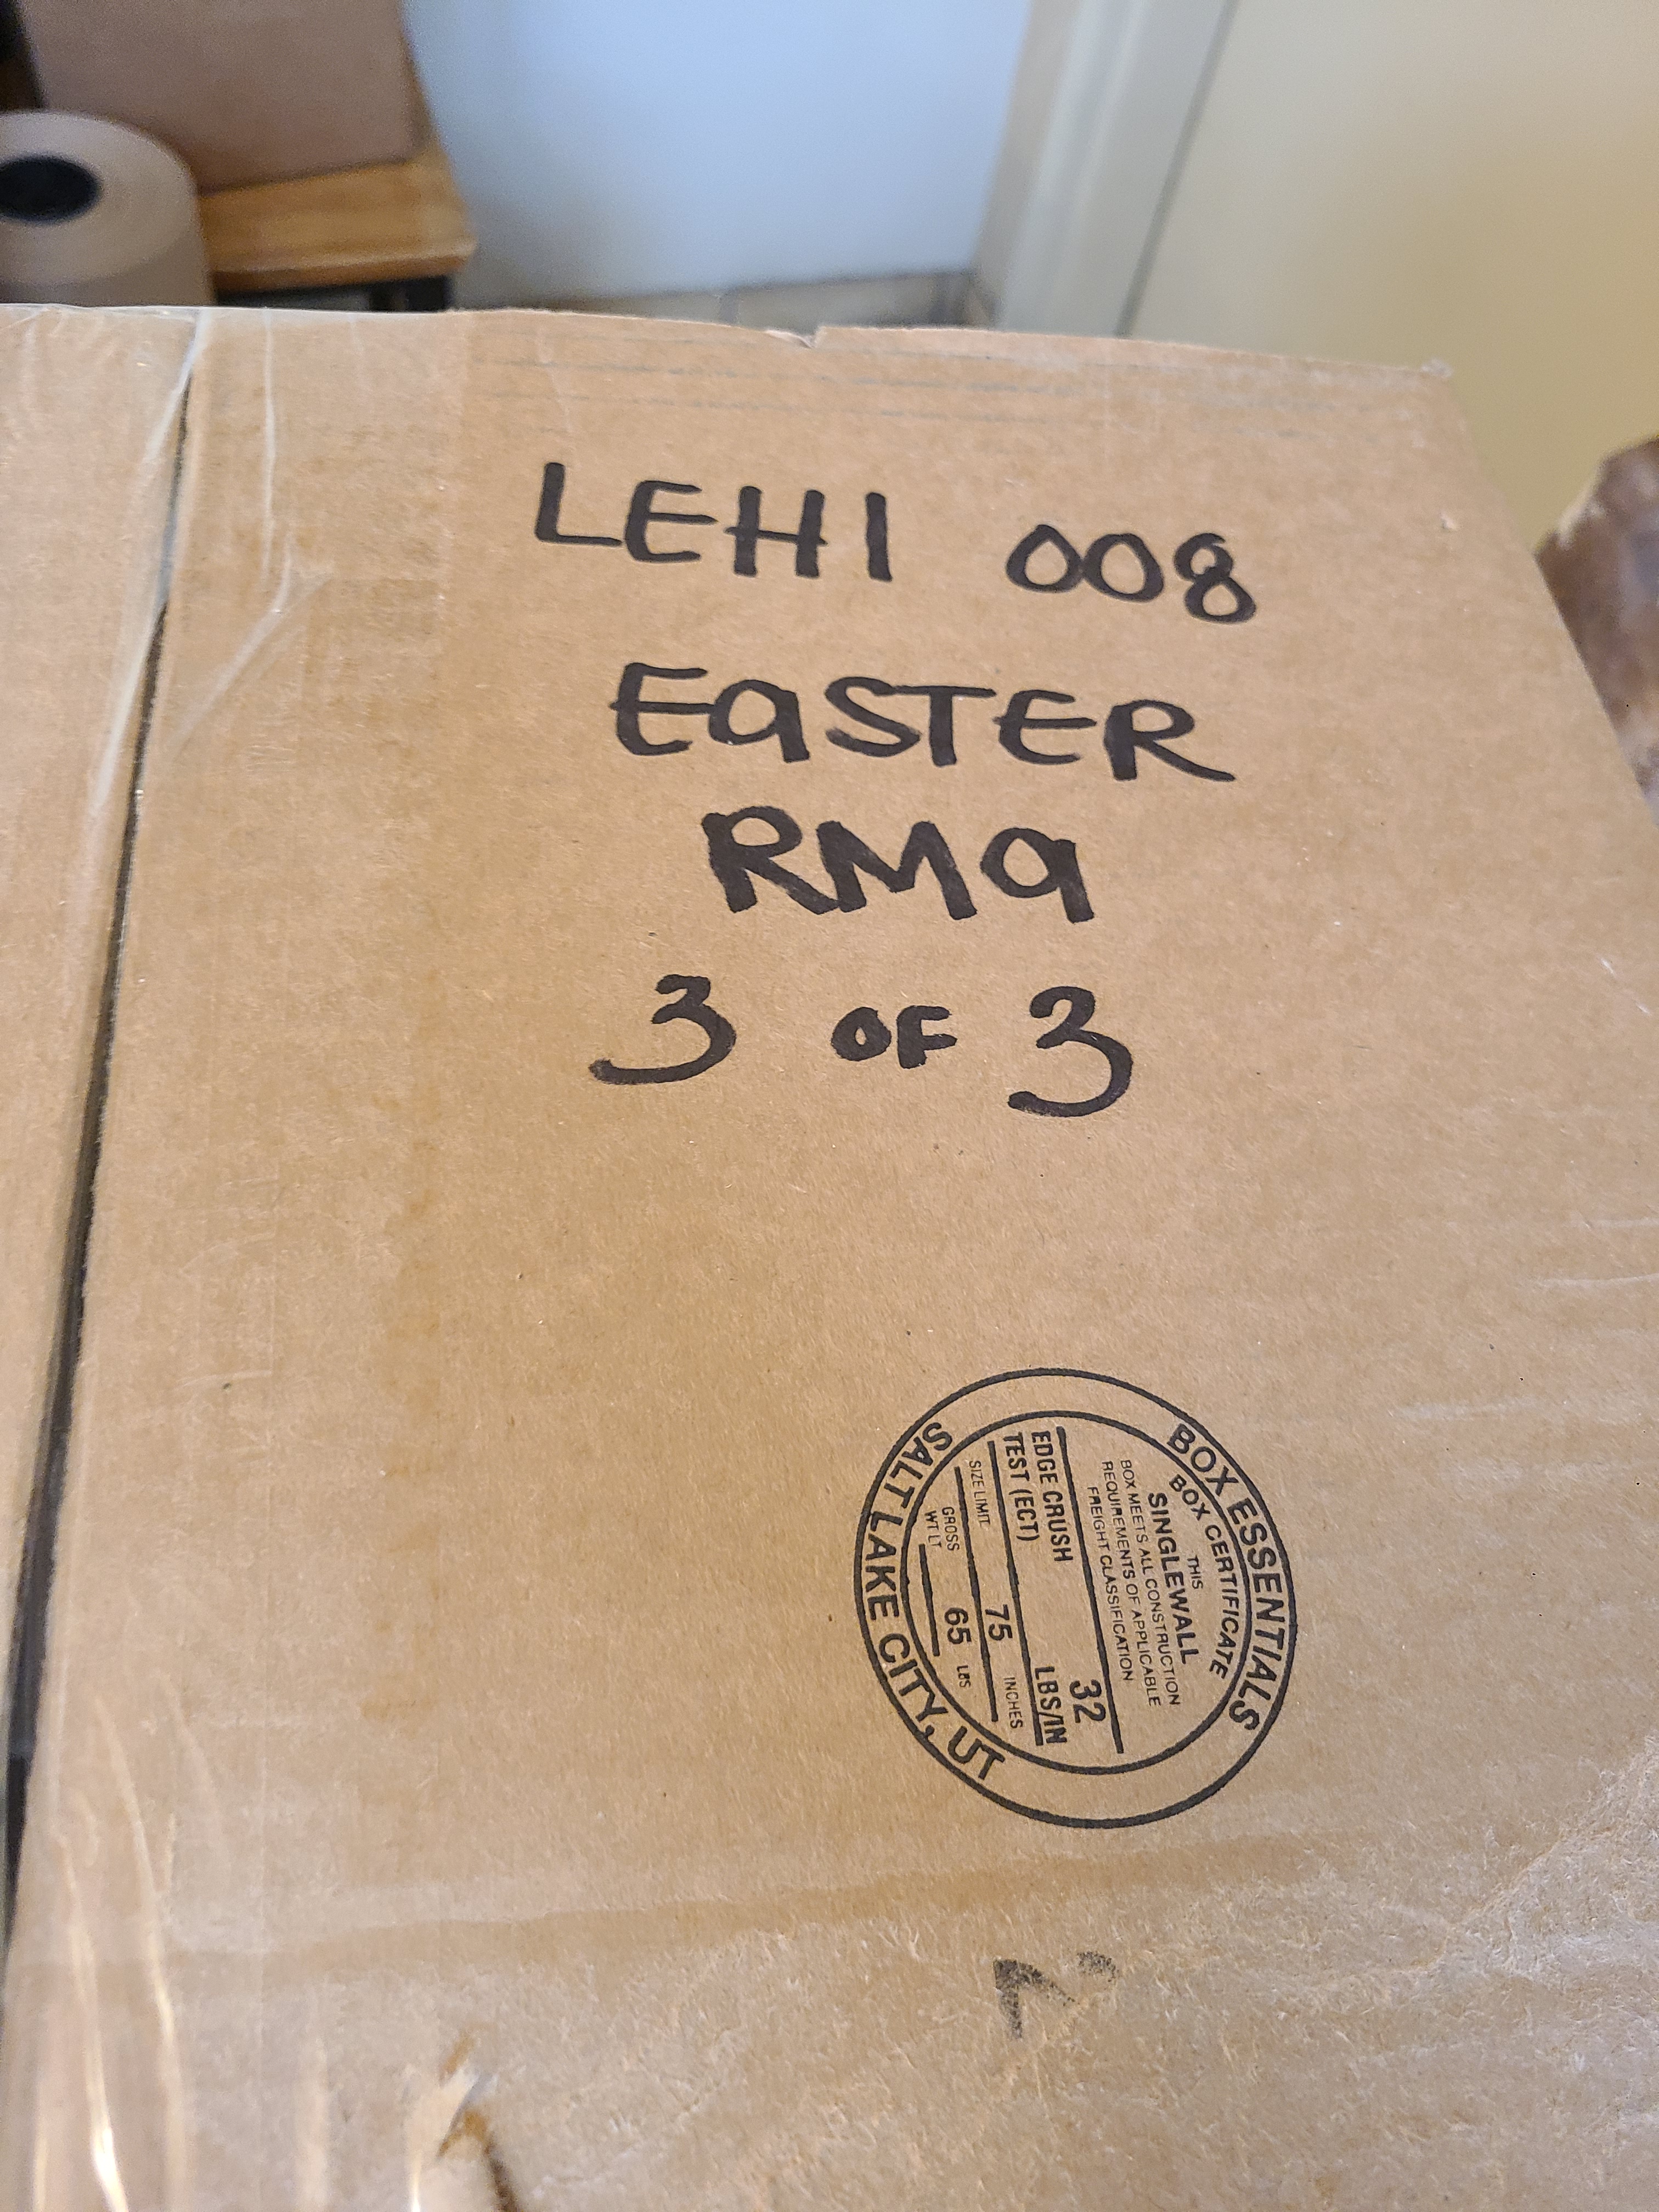 LEHI 008
EaSTER
RMa
3 OF 3
BOX ESSENTIALS
BOX CERTIFICATE
THIS
SINGLEWALL
BOX MEETS ALL CONSTRUCTION
REQUIREMENTS OF APPLICABLE
FREIGHT CLASSIFICATION
EDGE CRUSH 32
TEST (ECT) LBS/IN
SIZE LIMIT 75 INCHES
GROSS
WT LT 65 LBS
SALT LAKE CITY, UT